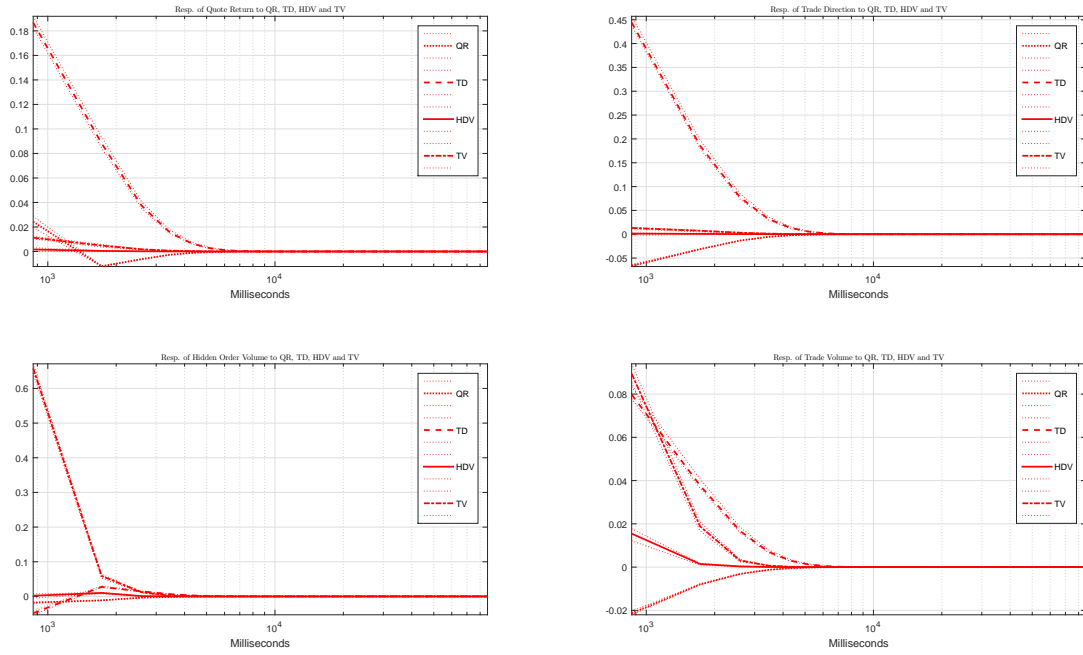 Resp. of Quote Return to QR, TD, HDV and TV
0.18
0.16
0.14
0.12
0.1
0.08
0.06
0.04
0.02
0
10³
10⁴
Milliseconds
QR
TD
HDV
TV
Resp. of Trade Direction to QR, TD, HDV and TV
0.45
0.4
0.35
0.3
0.25
0.2
0.15
0.1
0.05
0
-0.05
10³
10⁴
Milliseconds
QR
TD
HDV
TV
Resp. of Hidden Order Volume to QR, TD, HDV and TV
0.6
0.5
0.4
0.3
0.2
0.1
0
10³
10⁴
Milliseconds
QR
TD
HDV
TV
Resp. of Trade Volume to QR, TD, HDV and TV
0.08
0.06
0.04
0.02
0
-0.02
10³
10⁴
Milliseconds
QR
TD
HDV
TV